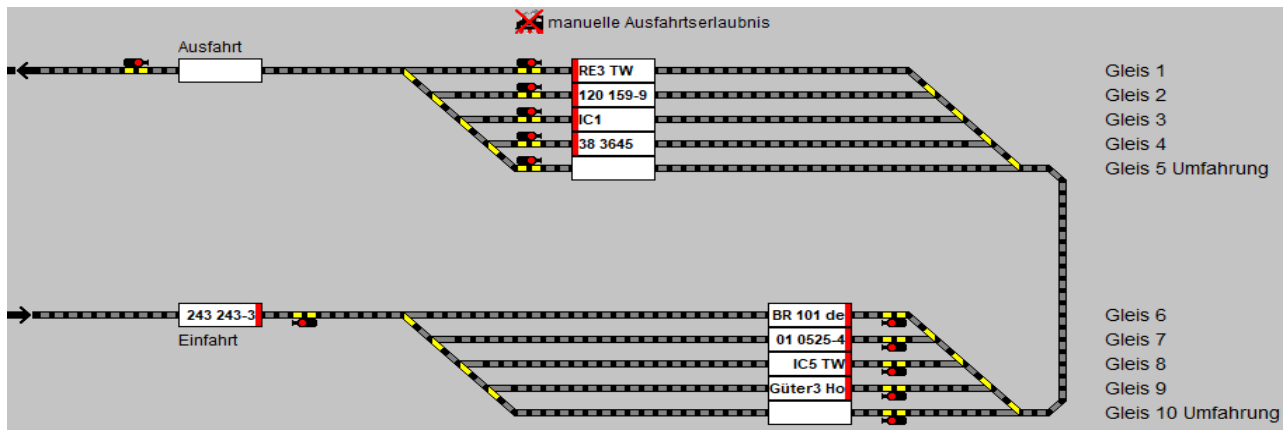 manuelle Ausfahrtserlaubnis
Ausfahrt
RE3 TW
Gleis 1
120 159-9
Gleis 2
IC1
Gleis 3
38 3645
Gleis 4
Gleis 5 Umfahrung
243 243-3
BR 101 de
Gleis 6
Einfahrt
01 0525-4
Gleis 7
IC5 TW
Gleis 8
Güter3 Ho
Gleis 9
Gleis 10 Umfahrung